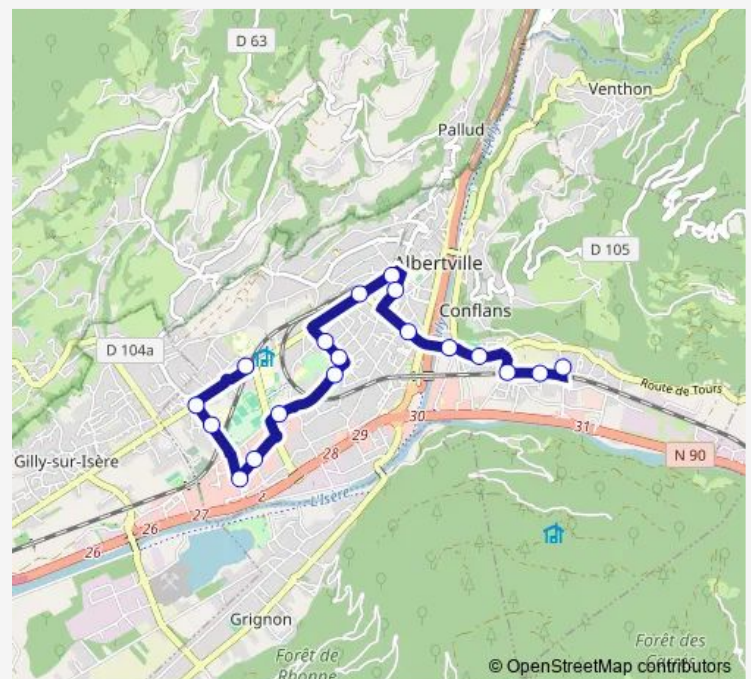 D 63
Venthon
Pallud
L'Arly
D 105
Albertville
Conflans
D 104a
Route de Tours
30
31
29
28
Gilly-sur-Isère
N 90
2
27
26
26
L'Isère
Grignon
Forêt de
Rhonne
Forêt des
© OpenStreetMap contributors